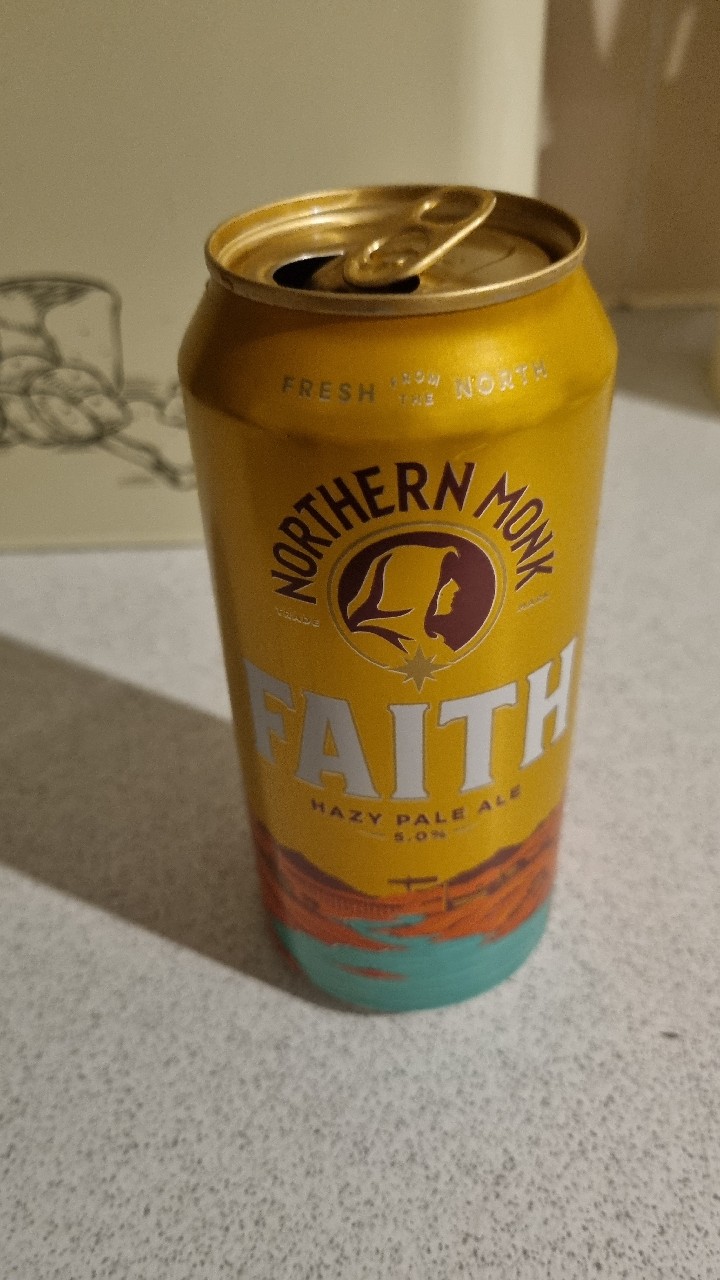 FRESH FROM THE NORTH
NORTHERN MONK
TRADE MARK
FAITH
HAZY PALE ALE
5.0%